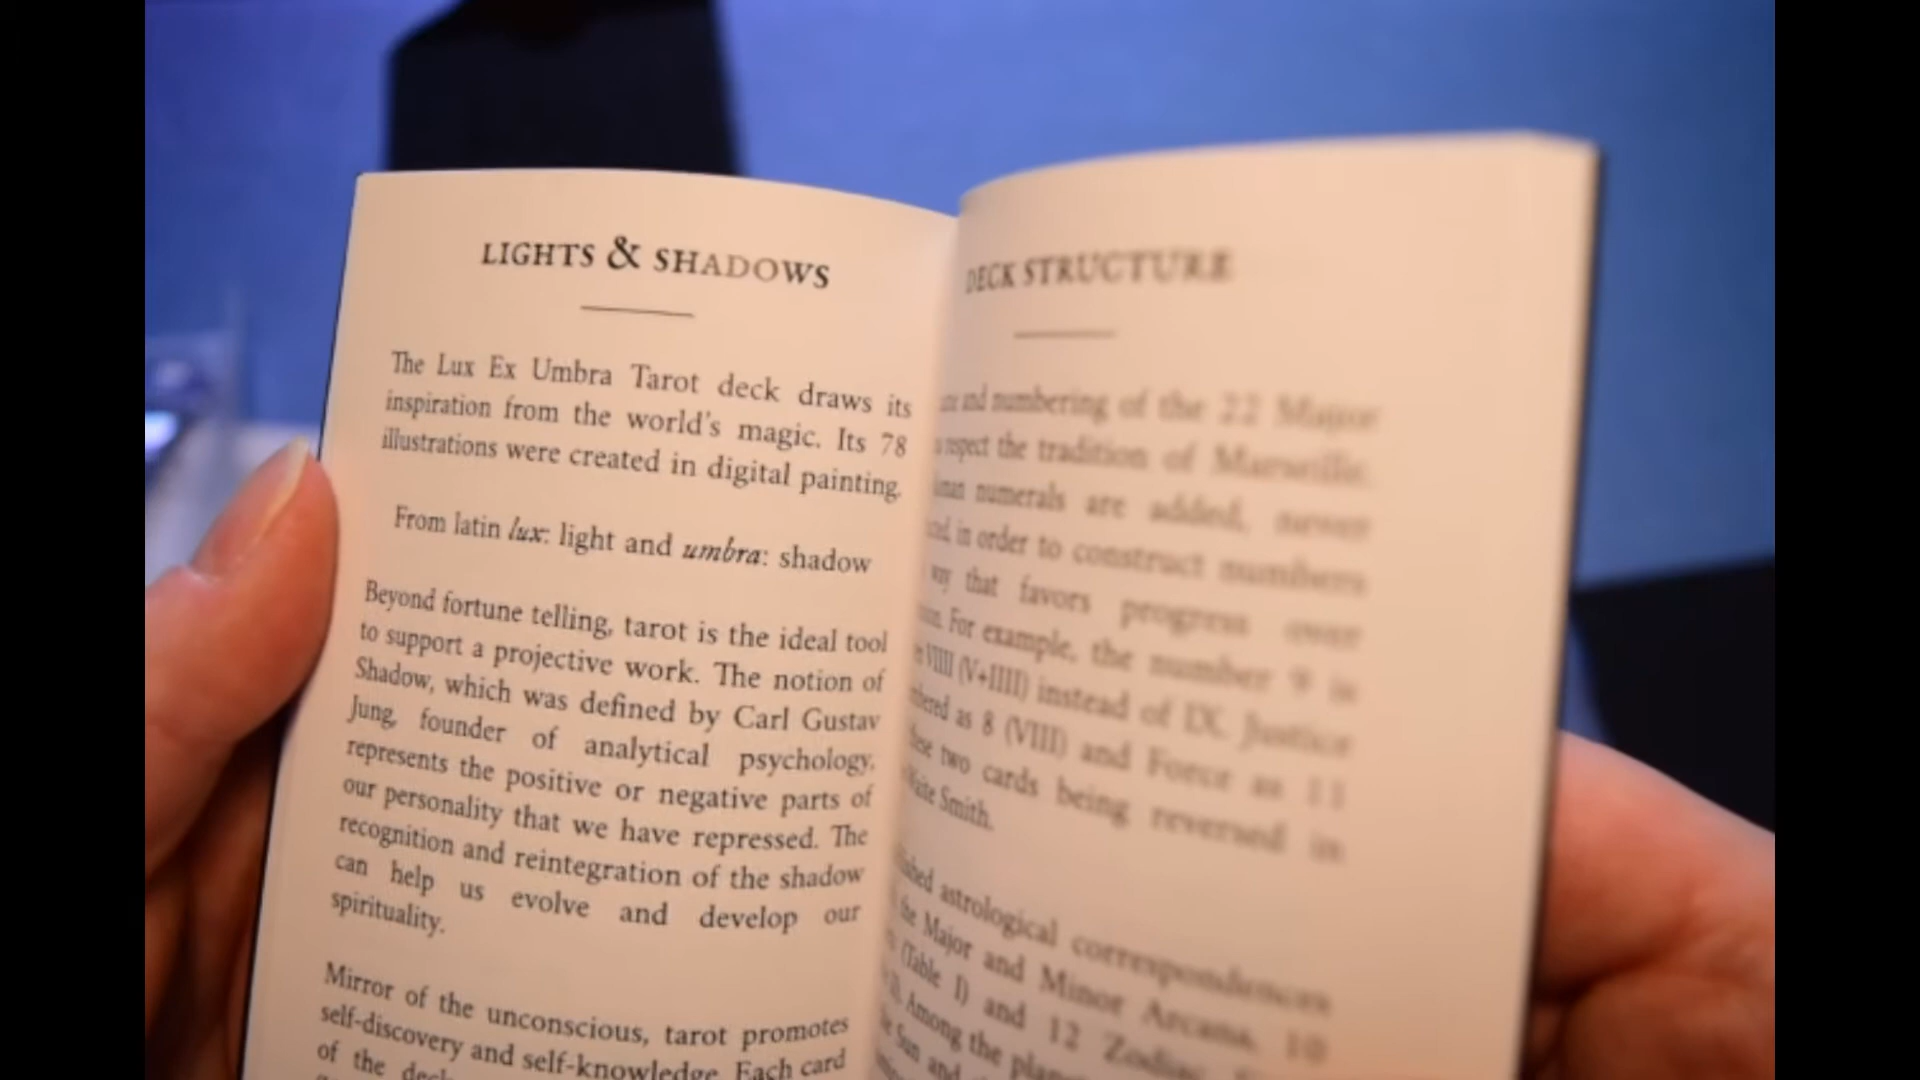 LIGHTS & SHADOWS
The Lux Ex Umbra Tarot deck draws its
inspiration from the world's magic. Its 78
illustrations were created in digital painting.
From latin lux: light and umbra: shadow
Beyond fortune telling, tarot is the ideal tool
to support a projective work. The notion of
Shadow, which was defined by Carl Gustav
Jung, founder of analytical psychology,
represents the positive or negative parts of
our personality that we have repressed. The
recognition and reintegration of the shadow
can help us evolve and develop our
spirituality.
Mirror of the unconscious, tarot promotes
self-discovery and self-knowledge. Each card
of the deck
DECK STRUCTURE
and numbering of the 22 Major
respect the tradition of Marseille.
numerals are added, never
in order to construct numbers
way that favors progress over
For example, the number 9 is
VIIII (V+IIII) instead of IX. Justice
as 8 (VIII) and Force as 11
two cards being reversed in
Waite Smith.
astrological correspondences
the Major and Minor Arcana, 10
(Table I) and 12 Zodiac
Among the
Sun and